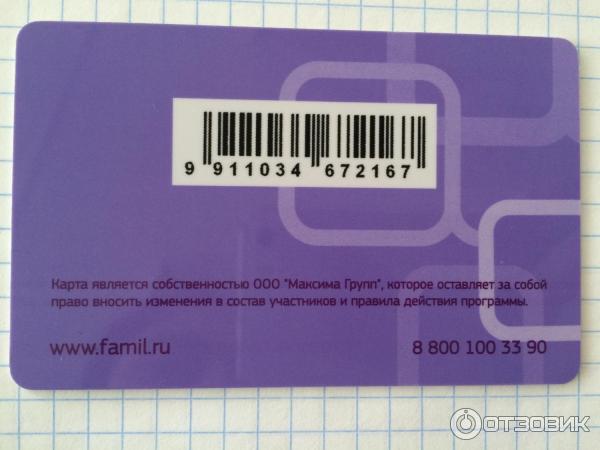 9 911034 672167
Карта является собственностью ООО "Максима Групп", которое оставляет за собой
право вносить изменения в состав участников и правила действия программы.
www.famil.ru 8 800 100 33 90
ОТЗОВИК